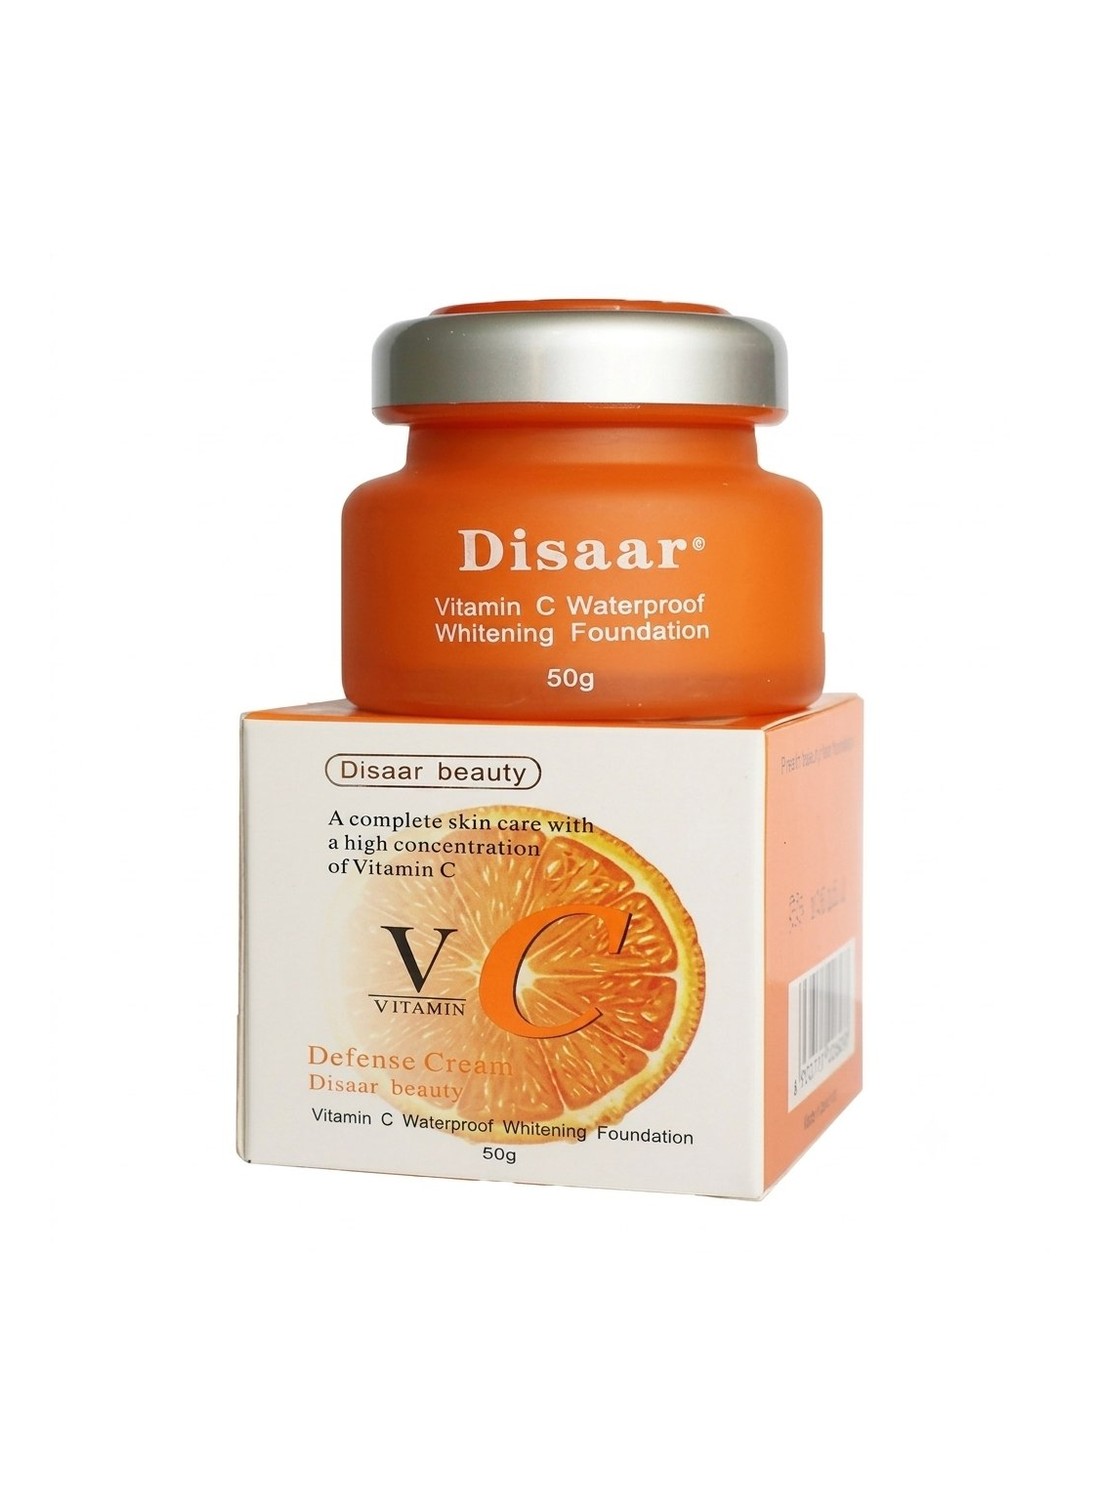 Disaar©
Vitamin C Waterproof
Whitening Foundation
50g
Disaar beauty
A complete skin care with
a high concentration
of Vitamin C
V C
VITAMIN
Defense Cream
Disaar beauty
Vitamin C Waterproof Whitening Foundation
50g